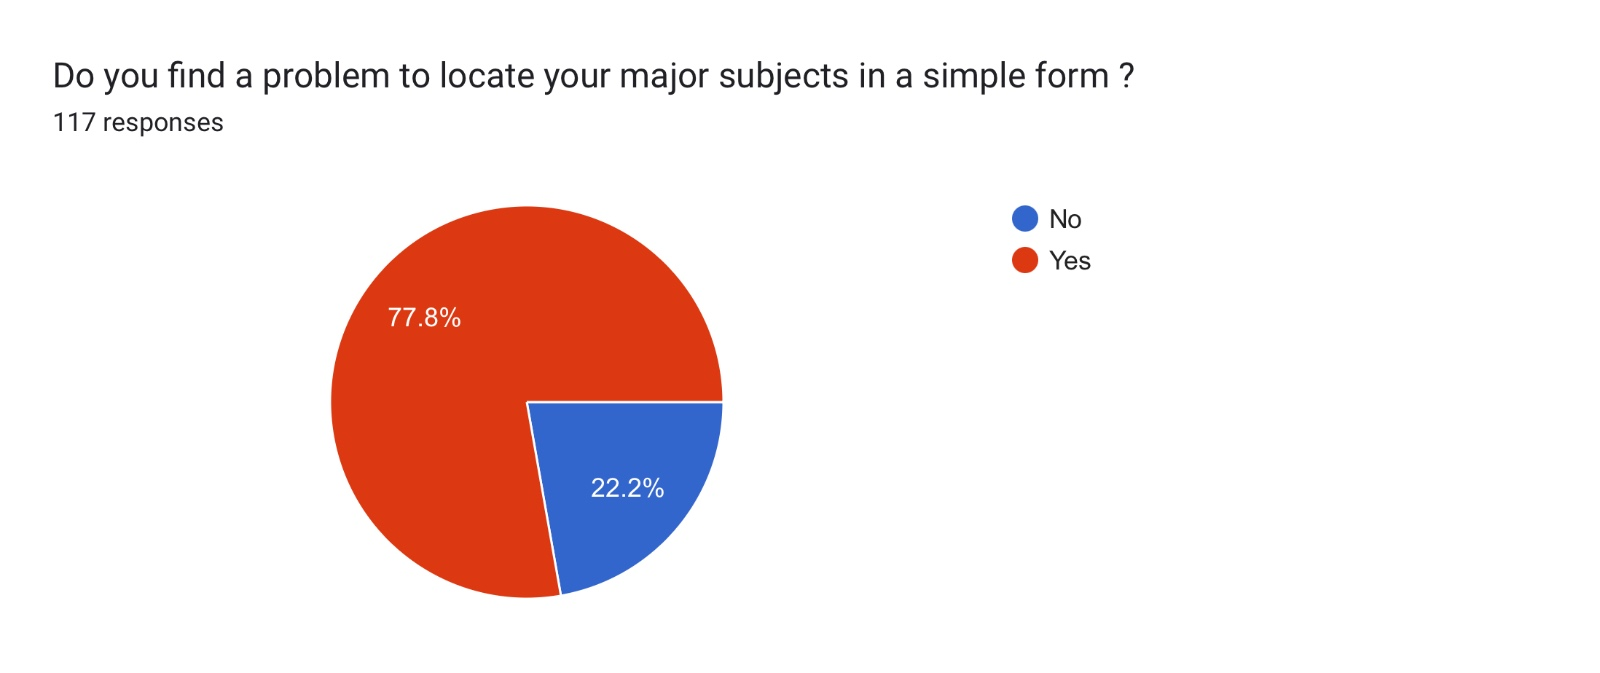 Do you find a problem to locate your major subjects in a simple form ?
117 responses
No
Yes
77.8%
22.2%